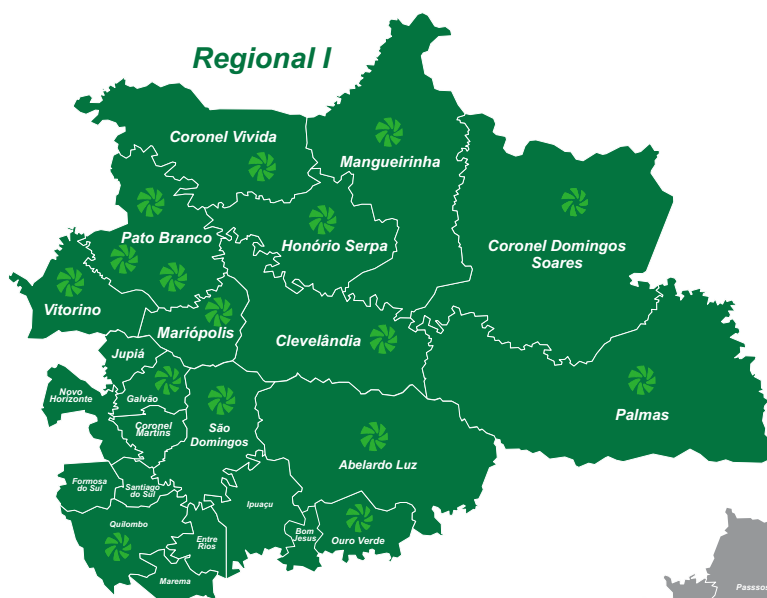 Regional I
Coronel Vivida
Mangueirinha
Pato Branco
Honório Serpa
Coronel Domingos
Soares
Vitorino
Mariópolis
Clevelândia
Jupiá
Novo
Horizonte
Galvão
Palmas
Coronel
Martins
São
Domingos
Abelardo Luz
Formosa
do Sul
Santiago
do Sul
Ipuaçu
Quilombo
Entre
Rios
Bom
Jesus
Ouro Verde
Marema
Passsos